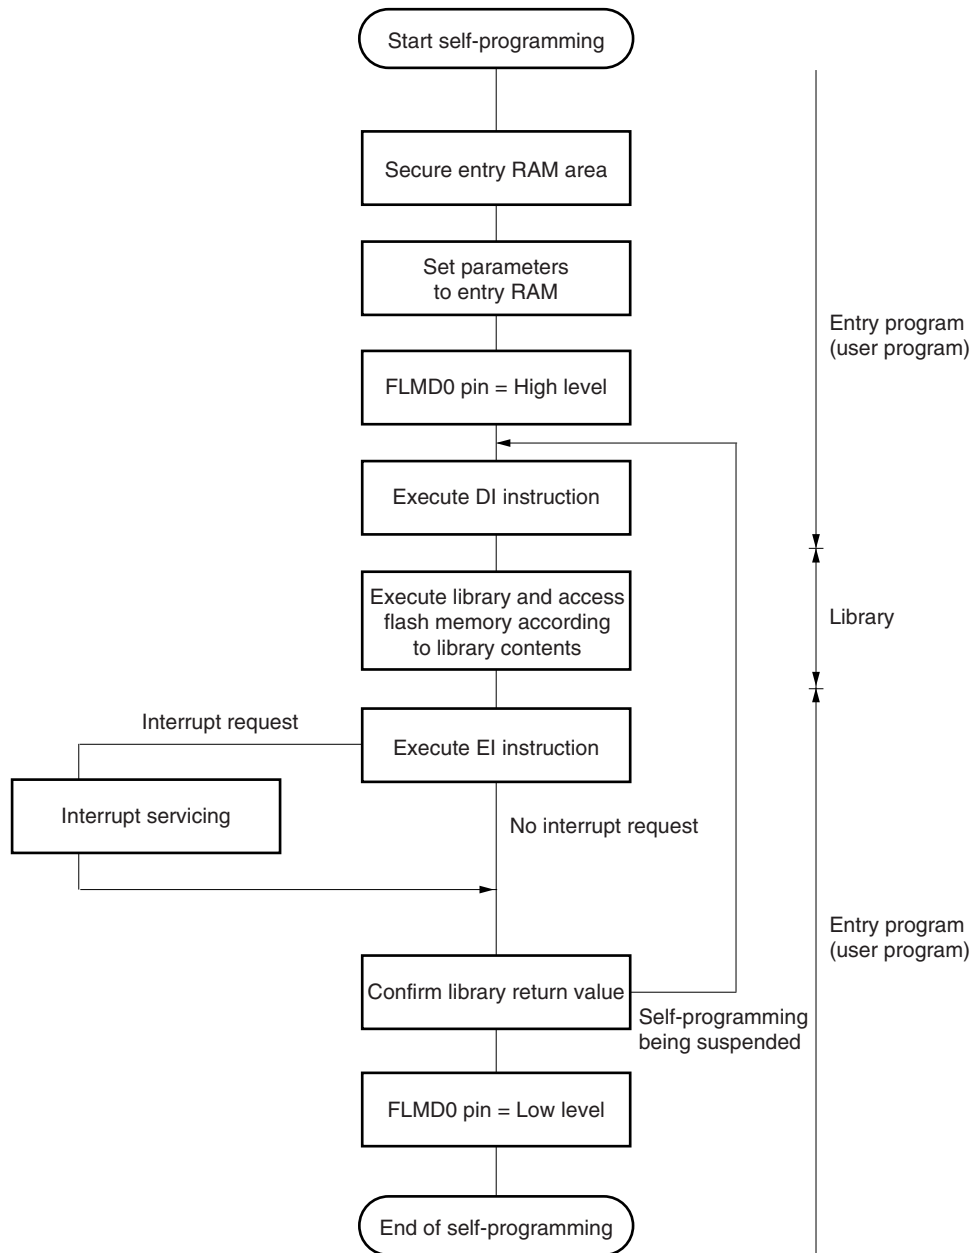 Start self-programming
Secure entry RAM area
Set parameters
to entry RAM
Entry program
(user program)
FLMD0 pin = High level
Execute DI instruction
Execute library and access
flash memory according
to library contents
Library
Interrupt request
Execute EI instruction
Interrupt servicing
No interrupt request
Entry program
(user program)
Confirm library return value
Self-programming
being suspended
FLMD0 pin = Low level
End of self-programming